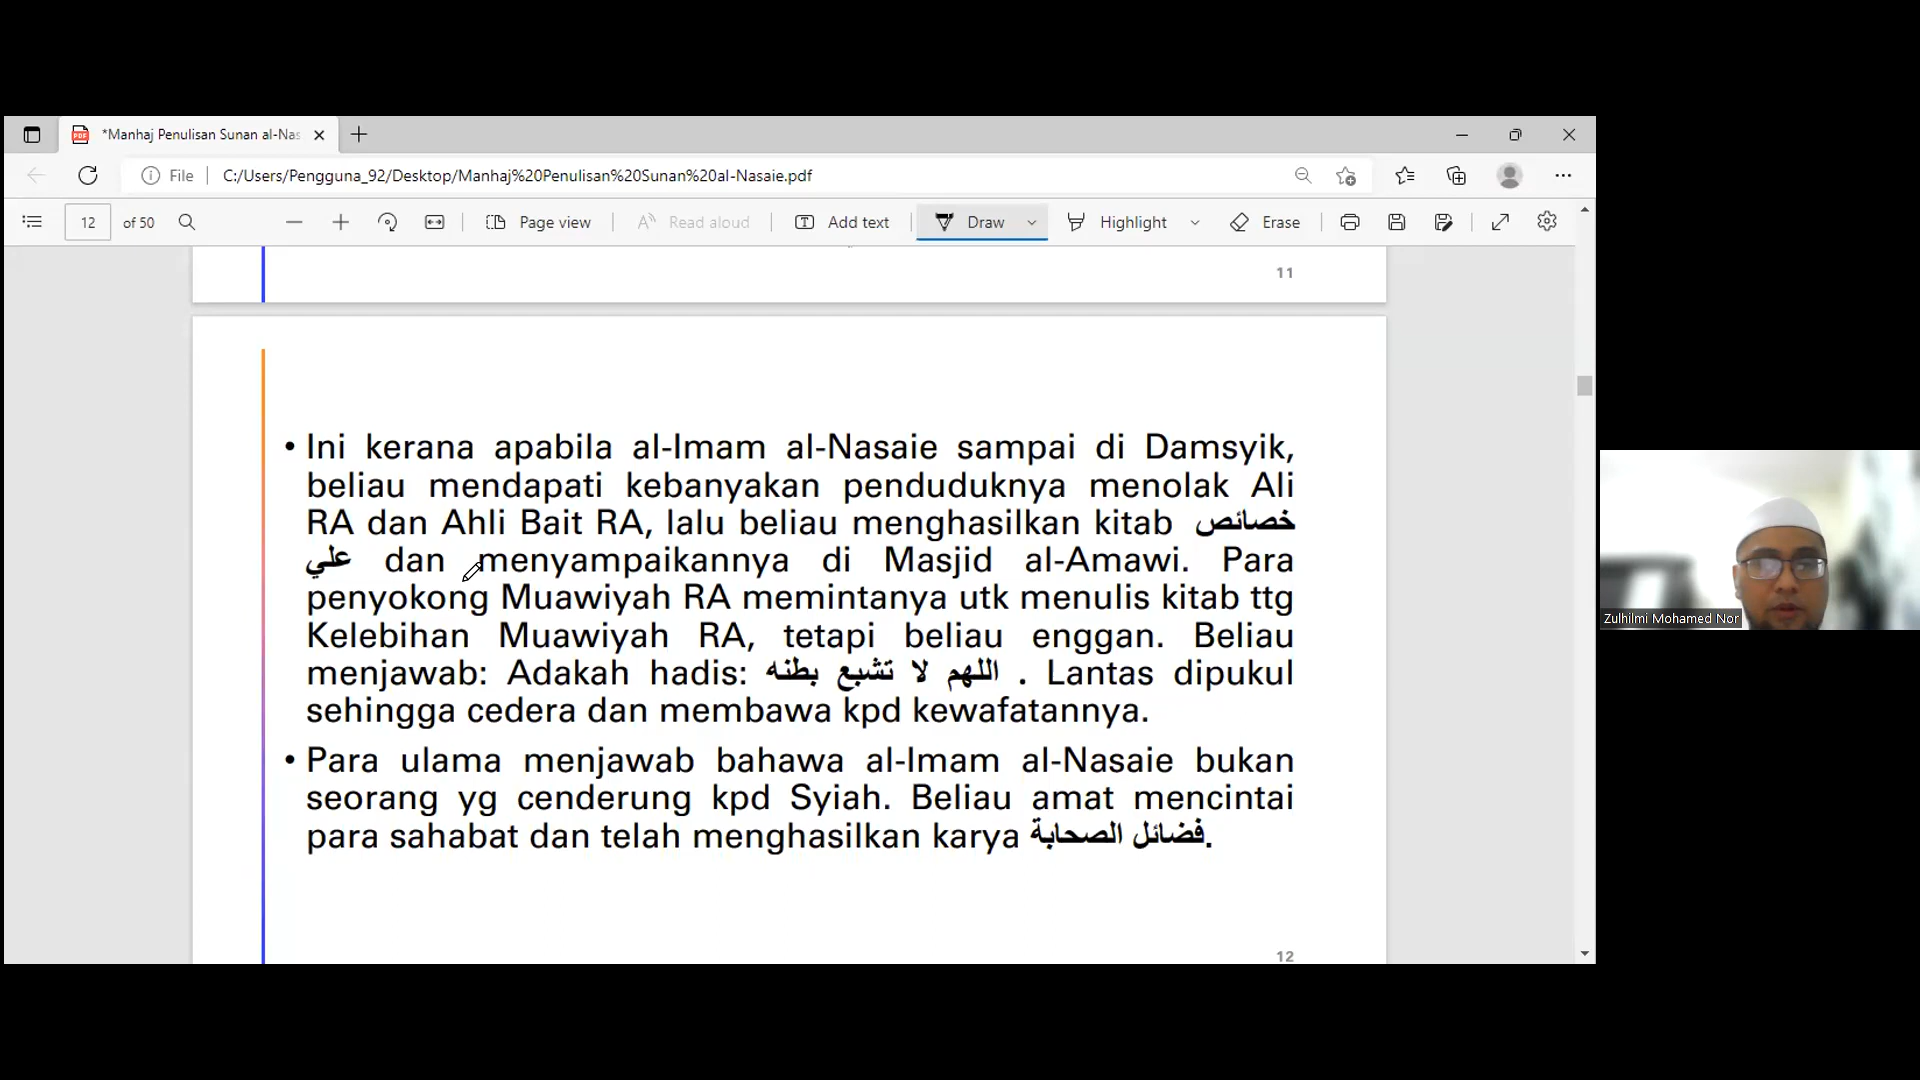 *Manhaj Penulisan Sunan al-Nas
File
C:/Users/Pengguna_92/Desktop/Manhaj%20Penulisan%20Sunan%20al-Nasaie.pdf
12 of 50
Page view
Read aloud
Add text
Draw
Highlight
Erase
11
• Ini kerana apabila al-Imam al-Nasaie sampai di Damsyik,
beliau mendapati kebanyakan penduduknya menolak Ali
RA dan Ahli Bait RA, lalu beliau menghasilkan kitab خصائص
علي dan menyampaikannya di Masjid al-Amawi. Para
penyokong Muawiyah RA memintanya utk menulis kitab ttg
Kelebihan Muawiyah RA, tetapi beliau enggan. Beliau
menjawab: Adakah hadis: اللهم لا تشبع بطنه . Lantas dipukul
sehingga cedera dan membawa kpd kewafatannya.
• Para ulama menjawab bahawa al-Imam al-Nasaie bukan
seorang yg cenderung kpd Syiah. Beliau amat mencintai
para sahabat dan telah menghasilkan karya فضائل الصحابة.
12
Zulhilmi Mohamed Nor